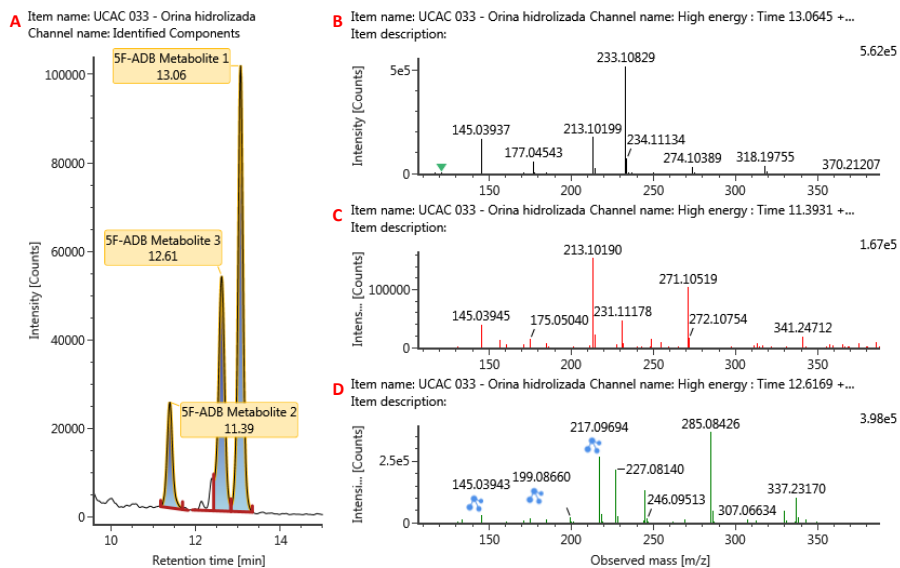 A
Item name: UCAC 033 - Orina hidrolizada
Channel name: Identified Components
5F-ADB Metabolite 1
13.06
5F-ADB Metabolite 3
12.61
5F-ADB Metabolite 2
11.39
100000
80000
60000
40000
20000
0
Intensity [Counts]
10
12
14
Retention time [min]
B
Item name: UCAC 033 - Orina hidrolizada Channel name: High energy : Time 13.0645 +...
Item description:
5.62e5
233.10829
5e5
145.03937
213.10199
234.11134
177.04543
274.10389
318.19755
370.21207
0
Intensity [Counts]
150
200
250
300
350
C
Item name: UCAC 033 - Orina hidrolizada Channel name: High energy : Time 11.3931 +...
Item description:
1.67e5
213.10190
271.10519
100000
231.11178
145.03945
175.05040
272.10754
341.24712
0
Intens... [Counts]
150
200
250
300
350
D
Item name: UCAC 033 - Orina hidrolizada Channel name: High energy : Time 12.6169 +...
Item description:
3.98e5
285.08426
217.09694
2.5e5
227.08140
199.08660
145.03943
246.09513
337.23170
307.06634
0
Intensi... [Counts]
150
200
250
300
350
Observed mass [m/z]